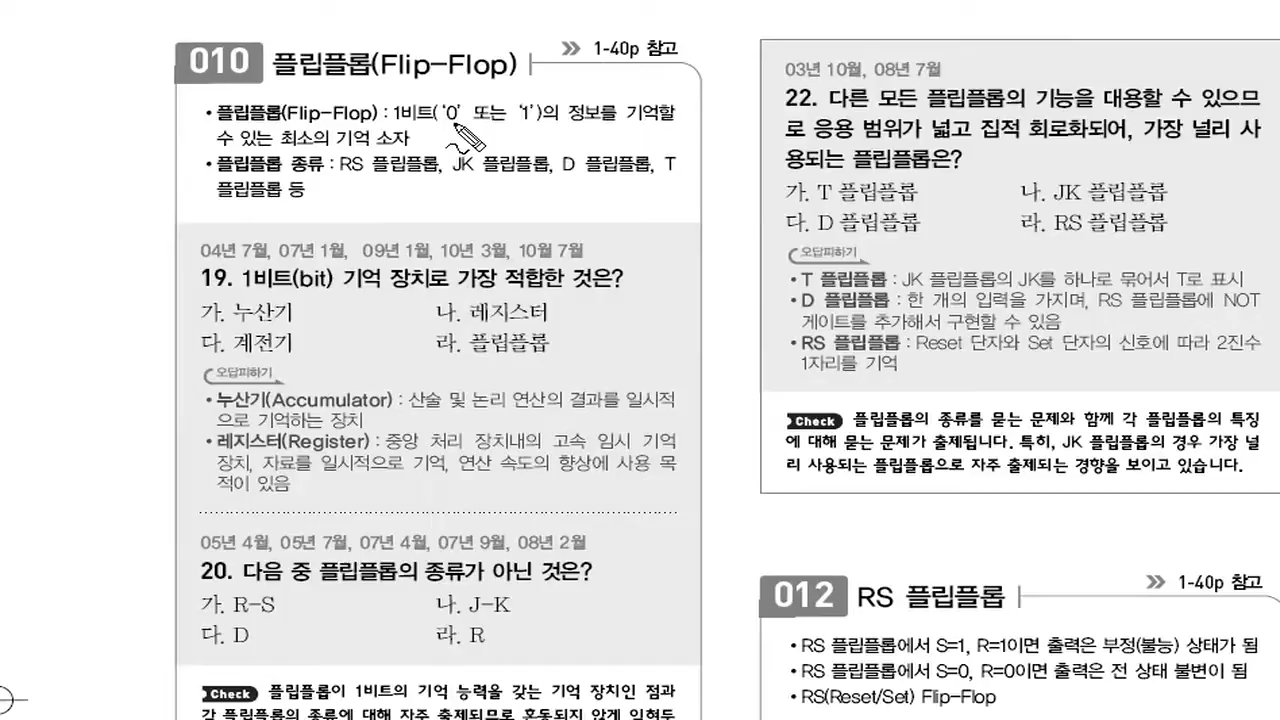 010 플립플롭(Flip-Flop)
1-40p 참고
• 플립플롭(Flip-Flop) : 1비트('0' 또는 '1')의 정보를 기억할
수 있는 최소의 기억 소자
• 플립플롭 종류 : RS 플립플롭, JK 플립플롭, D 플립플롭, T
플립플롭 등
04년 7월, 07년 1월, 09년 1월, 10년 3월, 10월 7월
19. 1비트(bit) 기억 장치로 가장 적합한 것은?
가. 누산기 나. 레지스터
다. 계전기 라. 플립플롭
오답피하기
• 누산기(Accumulator) : 산술 및 논리 연산의 결과를 일시적
으로 기억하는 장치
• 레지스터(Register) : 중앙 처리 장치내의 고속 임시 기억
장치, 자료를 일시적으로 기억, 연산 속도의 향상에 사용 목
적이 있음
05년 4월, 05년 7월, 07년 4월, 07년 9월, 08년 2월
20. 다음 중 플립플롭의 종류가 아닌 것은?
가. R-S 나. J-K
다. D 라. R
Check 플립플롭이 1비트의 기억 능력을 갖는 기억 장치인 점과
각 플립플롭의 종류에 대해 자주 출제되므로 혼동되지 않게 익혀두
03년 10월, 08년 7월
22. 다른 모든 플립플롭의 기능을 대용할 수 있으므
로 응용 범위가 넓고 집적 회로화되어, 가장 널리 사
용되는 플립플롭은?
가. T 플립플롭 나. JK 플립플롭
다. D 플립플롭 라. RS 플립플롭
오답피하기
• T 플립플롭 : JK 플립플롭의 JK를 하나로 묶어서 T로 표시
• D 플립플롭 : 한 개의 입력을 가지며, RS 플립플롭에 NOT
게이트를 추가해서 구현할 수 있음
• RS 플립플롭 : Reset 단자와 Set 단자의 신호에 따라 2진수
1자리를 기억
Check 플립플롭의 종류를 묻는 문제와 함께 각 플립플롭의 특징
에 대해 묻는 문제가 출제됩니다. 특히, JK 플립플롭의 경우 가장 널
리 사용되는 플립플롭으로 자주 출제되는 경향을 보이고 있습니다.
012 RS 플립플롭
1-40p 참고
• RS 플립플롭에서 S=1, R=1이면 출력은 부정(불능) 상태가 됨
• RS 플립플롭에서 S=0, R=0이면 출력은 전 상태 불변이 됨
• RS(Reset/Set) Flip-Flop